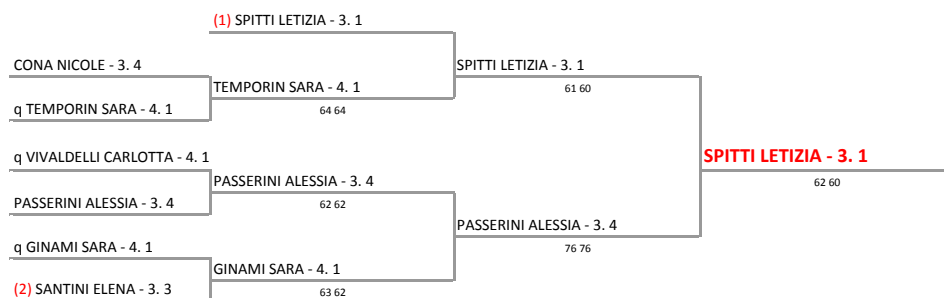 (1) SPITTI LETIZIA - 3. 1
CONA NICOLE - 3. 4
SPITTI LETIZIA - 3. 1
TEMPORIN SARA - 4. 1
61 60
q TEMPORIN SARA - 4. 1
64 64
q VIVALDELLI CARLOTTA - 4. 1
SPITTI LETIZIA - 3. 1
PASSERINI ALESSIA - 3. 4
62 60
PASSERINI ALESSIA - 3. 4
62 62
PASSERINI ALESSIA - 3. 4
q GINAMI SARA - 4. 1
76 76
GINAMI SARA - 4. 1
(2) SANTINI ELENA - 3. 3
63 62